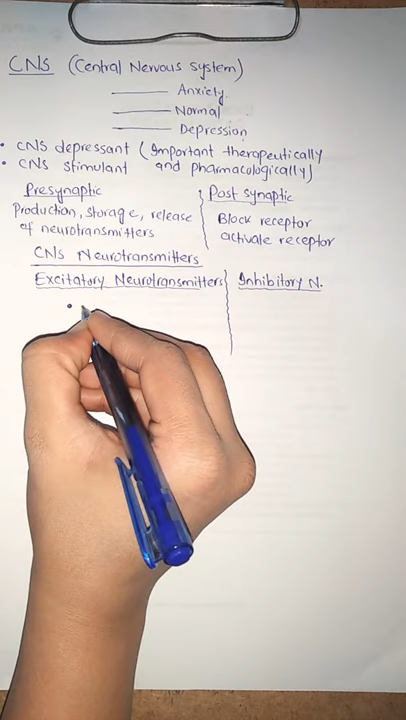 CNS (Central Nervous System)
Anxiety.
Normal
Depression
• CNS depressant (Important therapeutically
• CNS stimulant and pharmacologically)
Presynaptic
Production, storage, release
of neurotransmitters
Post synaptic
Block receptor
activate receptor
CNS Neurotransmitters
Excitatory Neurotransmitters
Inhibitory N.